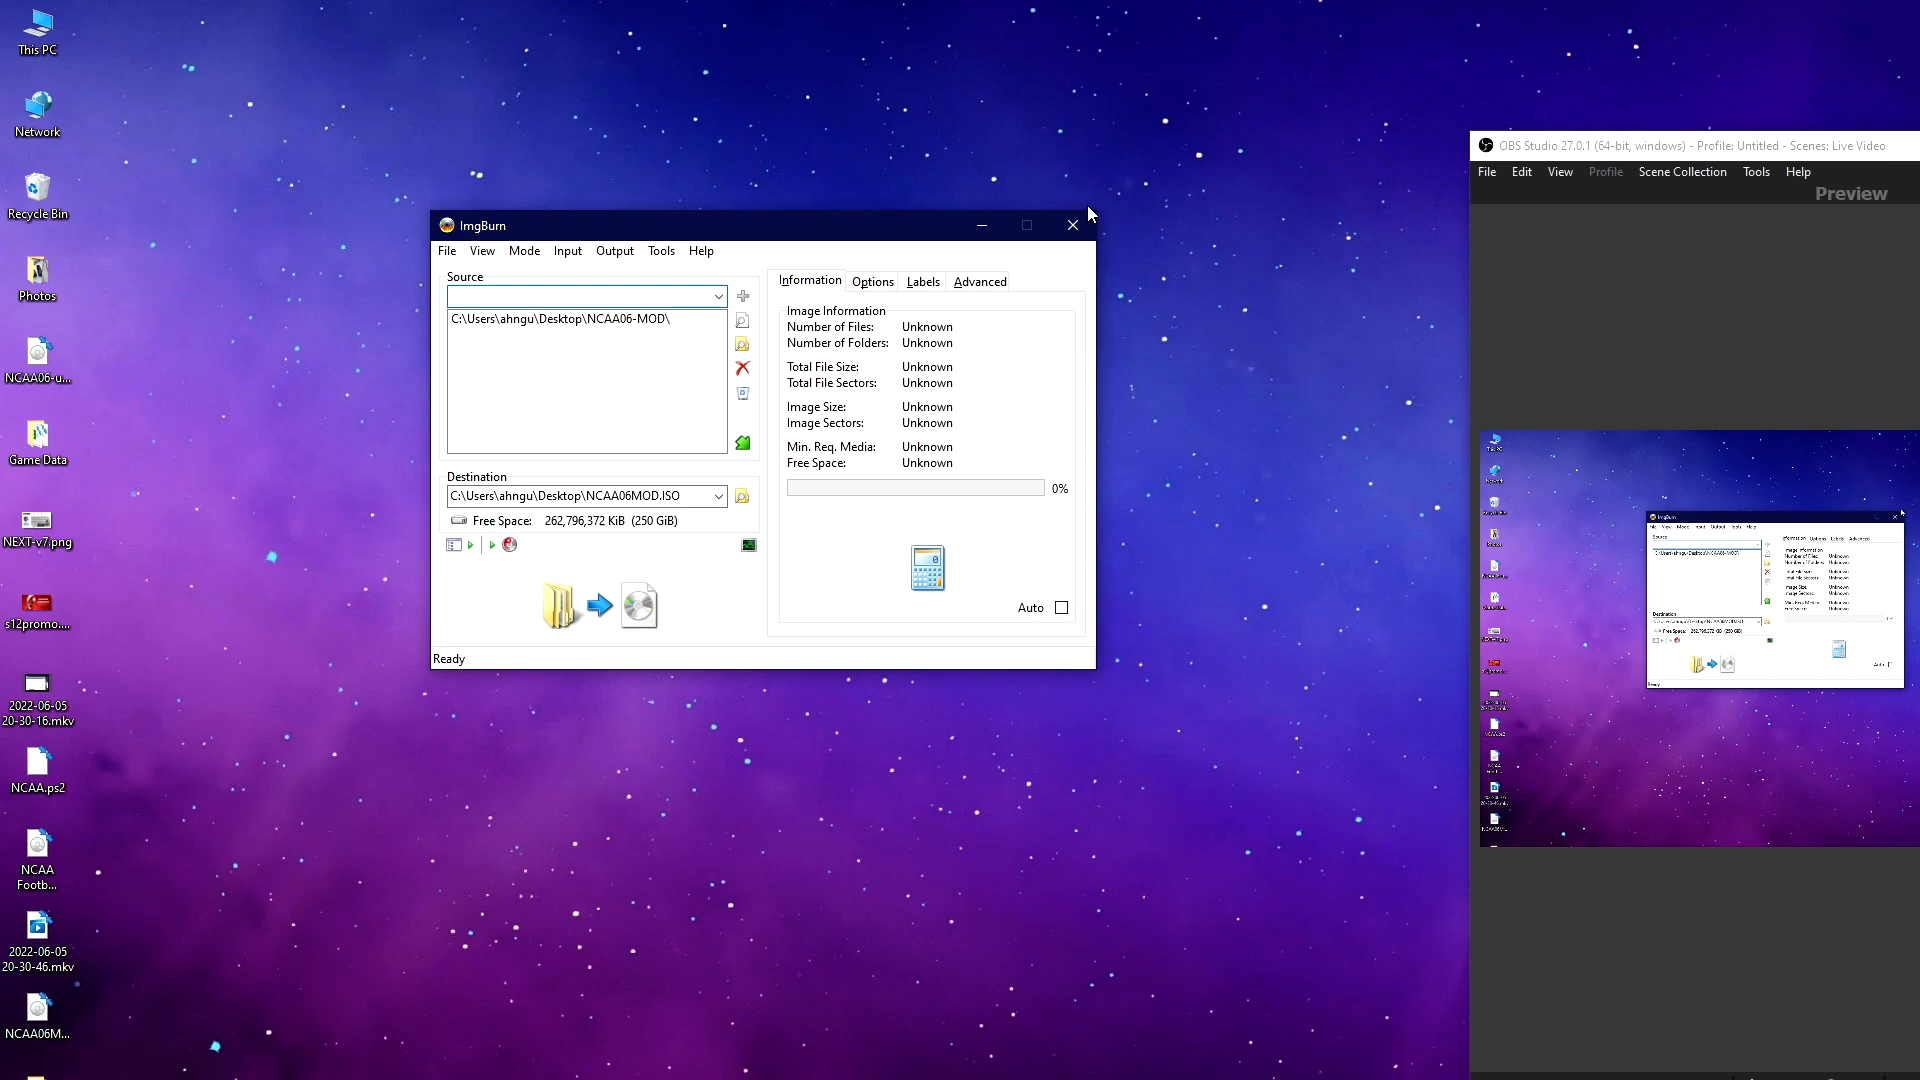 This PC
Network
Recycle Bin
Photos
NCAA06-u...
Game Data
NEXT-v7.png
s12promo....
2022-06-05
20-30-16.mkv
NCAA.ps2
NCAA
Footb...
2022-06-05
20-30-46.mkv
NCAA06M...
ImgBurn
File View Mode Input Output Tools Help
Source
C:\Users\ahngu\Desktop\NCAA06-MOD\
Destination
C:\Users\ahngu\Desktop\NCAA06MOD.ISO
Free Space: 262,796,372 KiB (250 GiB)
Information Options Labels Advanced
Image Information
Number of Files: Unknown
Number of Folders: Unknown
Total File Size: Unknown
Total File Sectors: Unknown
Image Size: Unknown
Image Sectors: Unknown
Min. Req. Media: Unknown
Free Space: Unknown
0%
0
Auto
Ready
OBS Studio 27.0.1 (64-bit, windows) - Profile: Untitled - Scenes: Live Video
File Edit View Profile Scene Collection Tools Help
Preview